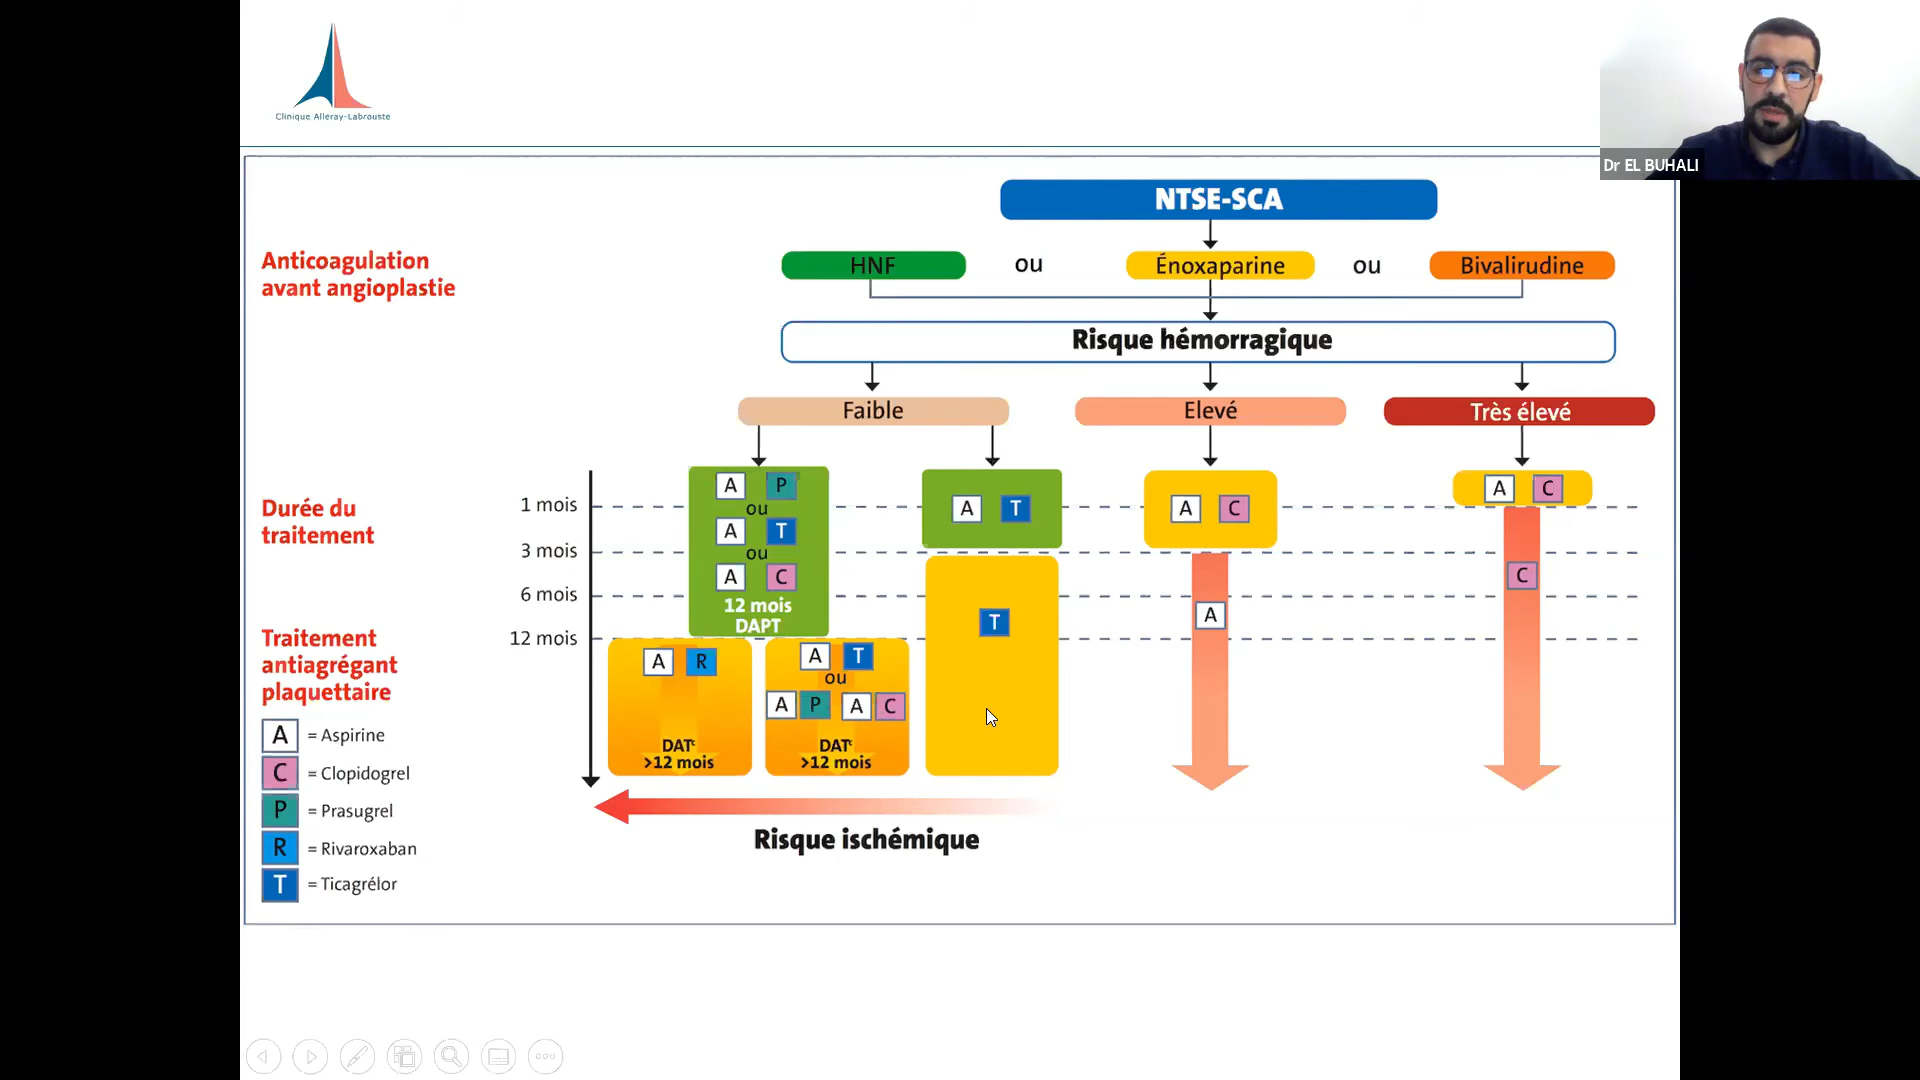 Clinique Alleray-Labrouste
Dr EL BUHALI
NTSE-SCA
Anticoagulation
avant angioplastie
HNF ou Énoxaparine ou Bivalirudine
Risque hémorragique
Faible Elevé Très élevé
Durée du
traitement
1 mois
3 mois
6 mois
12 mois
A P
ou
A T
ou
A C
12 mois
DAPT
A T
A C
A C
T
A
C
A R
DATᶜ
>12 mois
A T
ou
A P A C
DATᶜ
>12 mois
Risque ischémique
Traitement
antiagrégant
plaquettaire
A = Aspirine
C = Clopidogrel
P = Prasugrel
R = Rivaroxaban
T = Ticagrélor